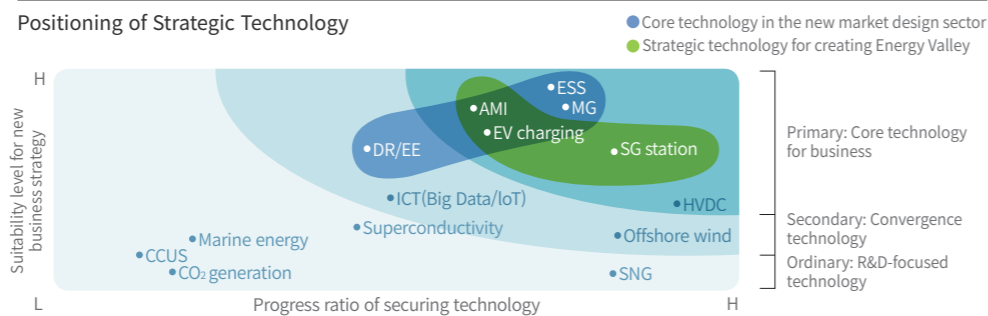 Positioning of Strategic Technology
Core technology in the new market design sector
Strategic technology for creating Energy Valley
H
Suitability level for new
business strategy
ESS
AMI
MG
EV charging
DR/EE
SG station
ICT(Big Data/IoT)
HVDC
Superconductivity
Offshore wind
Marine energy
CCUS
CO₂ generation
SNG
Primary: Core technology
for business
Secondary: Convergence
technology
Ordinary: R&D-focused
technology
L
Progress ratio of securing technology
H